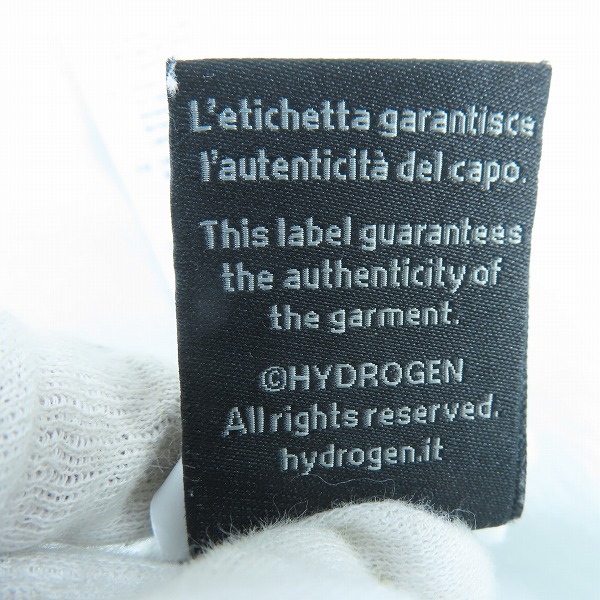 L'etichetta garantisce
l'autenticità del capo.
This label guarantees
the authenticity of
the garment.
©HYDROGEN
All rights reserved.
hydrogen.it